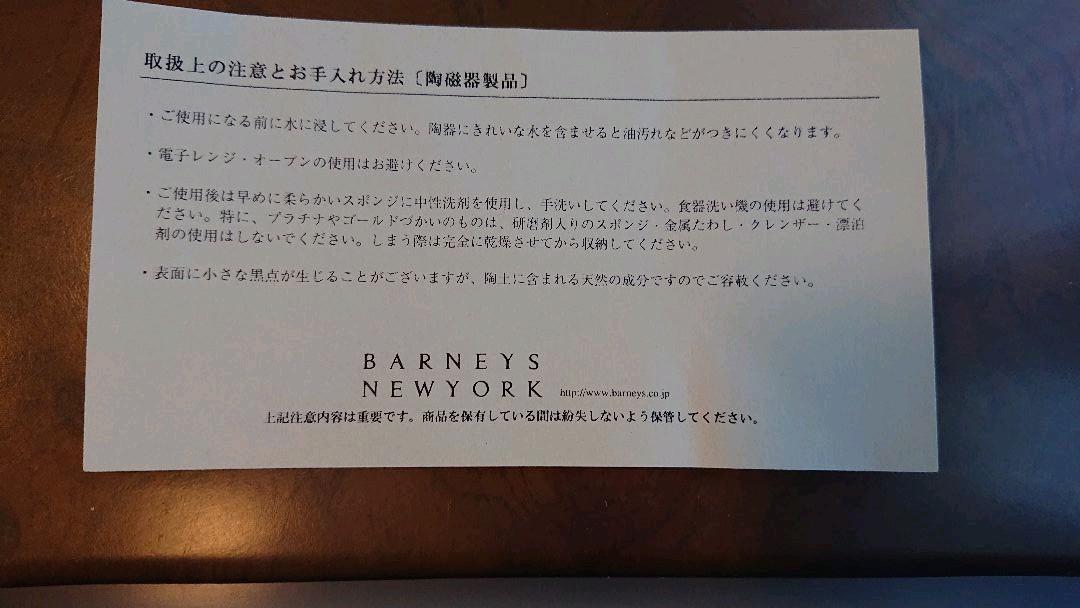 取扱上の注意とお手入れ方法〔陶磁器製品〕
・ご使用になる前に水に浸してください。陶器にきれいな水を含ませると油汚れなどがつきにくくなります。
・電子レンジ・オーブンの使用はお避けください。
・ご使用後は早めに柔らかいスポンジに中性洗剤を使用し、手洗いしてください。食器洗い機の使用は避けてく
ださい。特に、プラチナやゴールドづかいのものは、研磨剤入りのスポンジ・金属たわし・クレンザー・漂泊
剤の使用はしないでください。しまう際は完全に乾燥させてから収納してください。
・表面に小さな黒点が生じることがございますが、陶土に含まれる天然の成分ですのでご容赦ください。
BARNEYS
NEWYORK http://www.barneys.co.jp
上記注意内容は重要です。商品を保有している間は紛失しないよう保管してください。